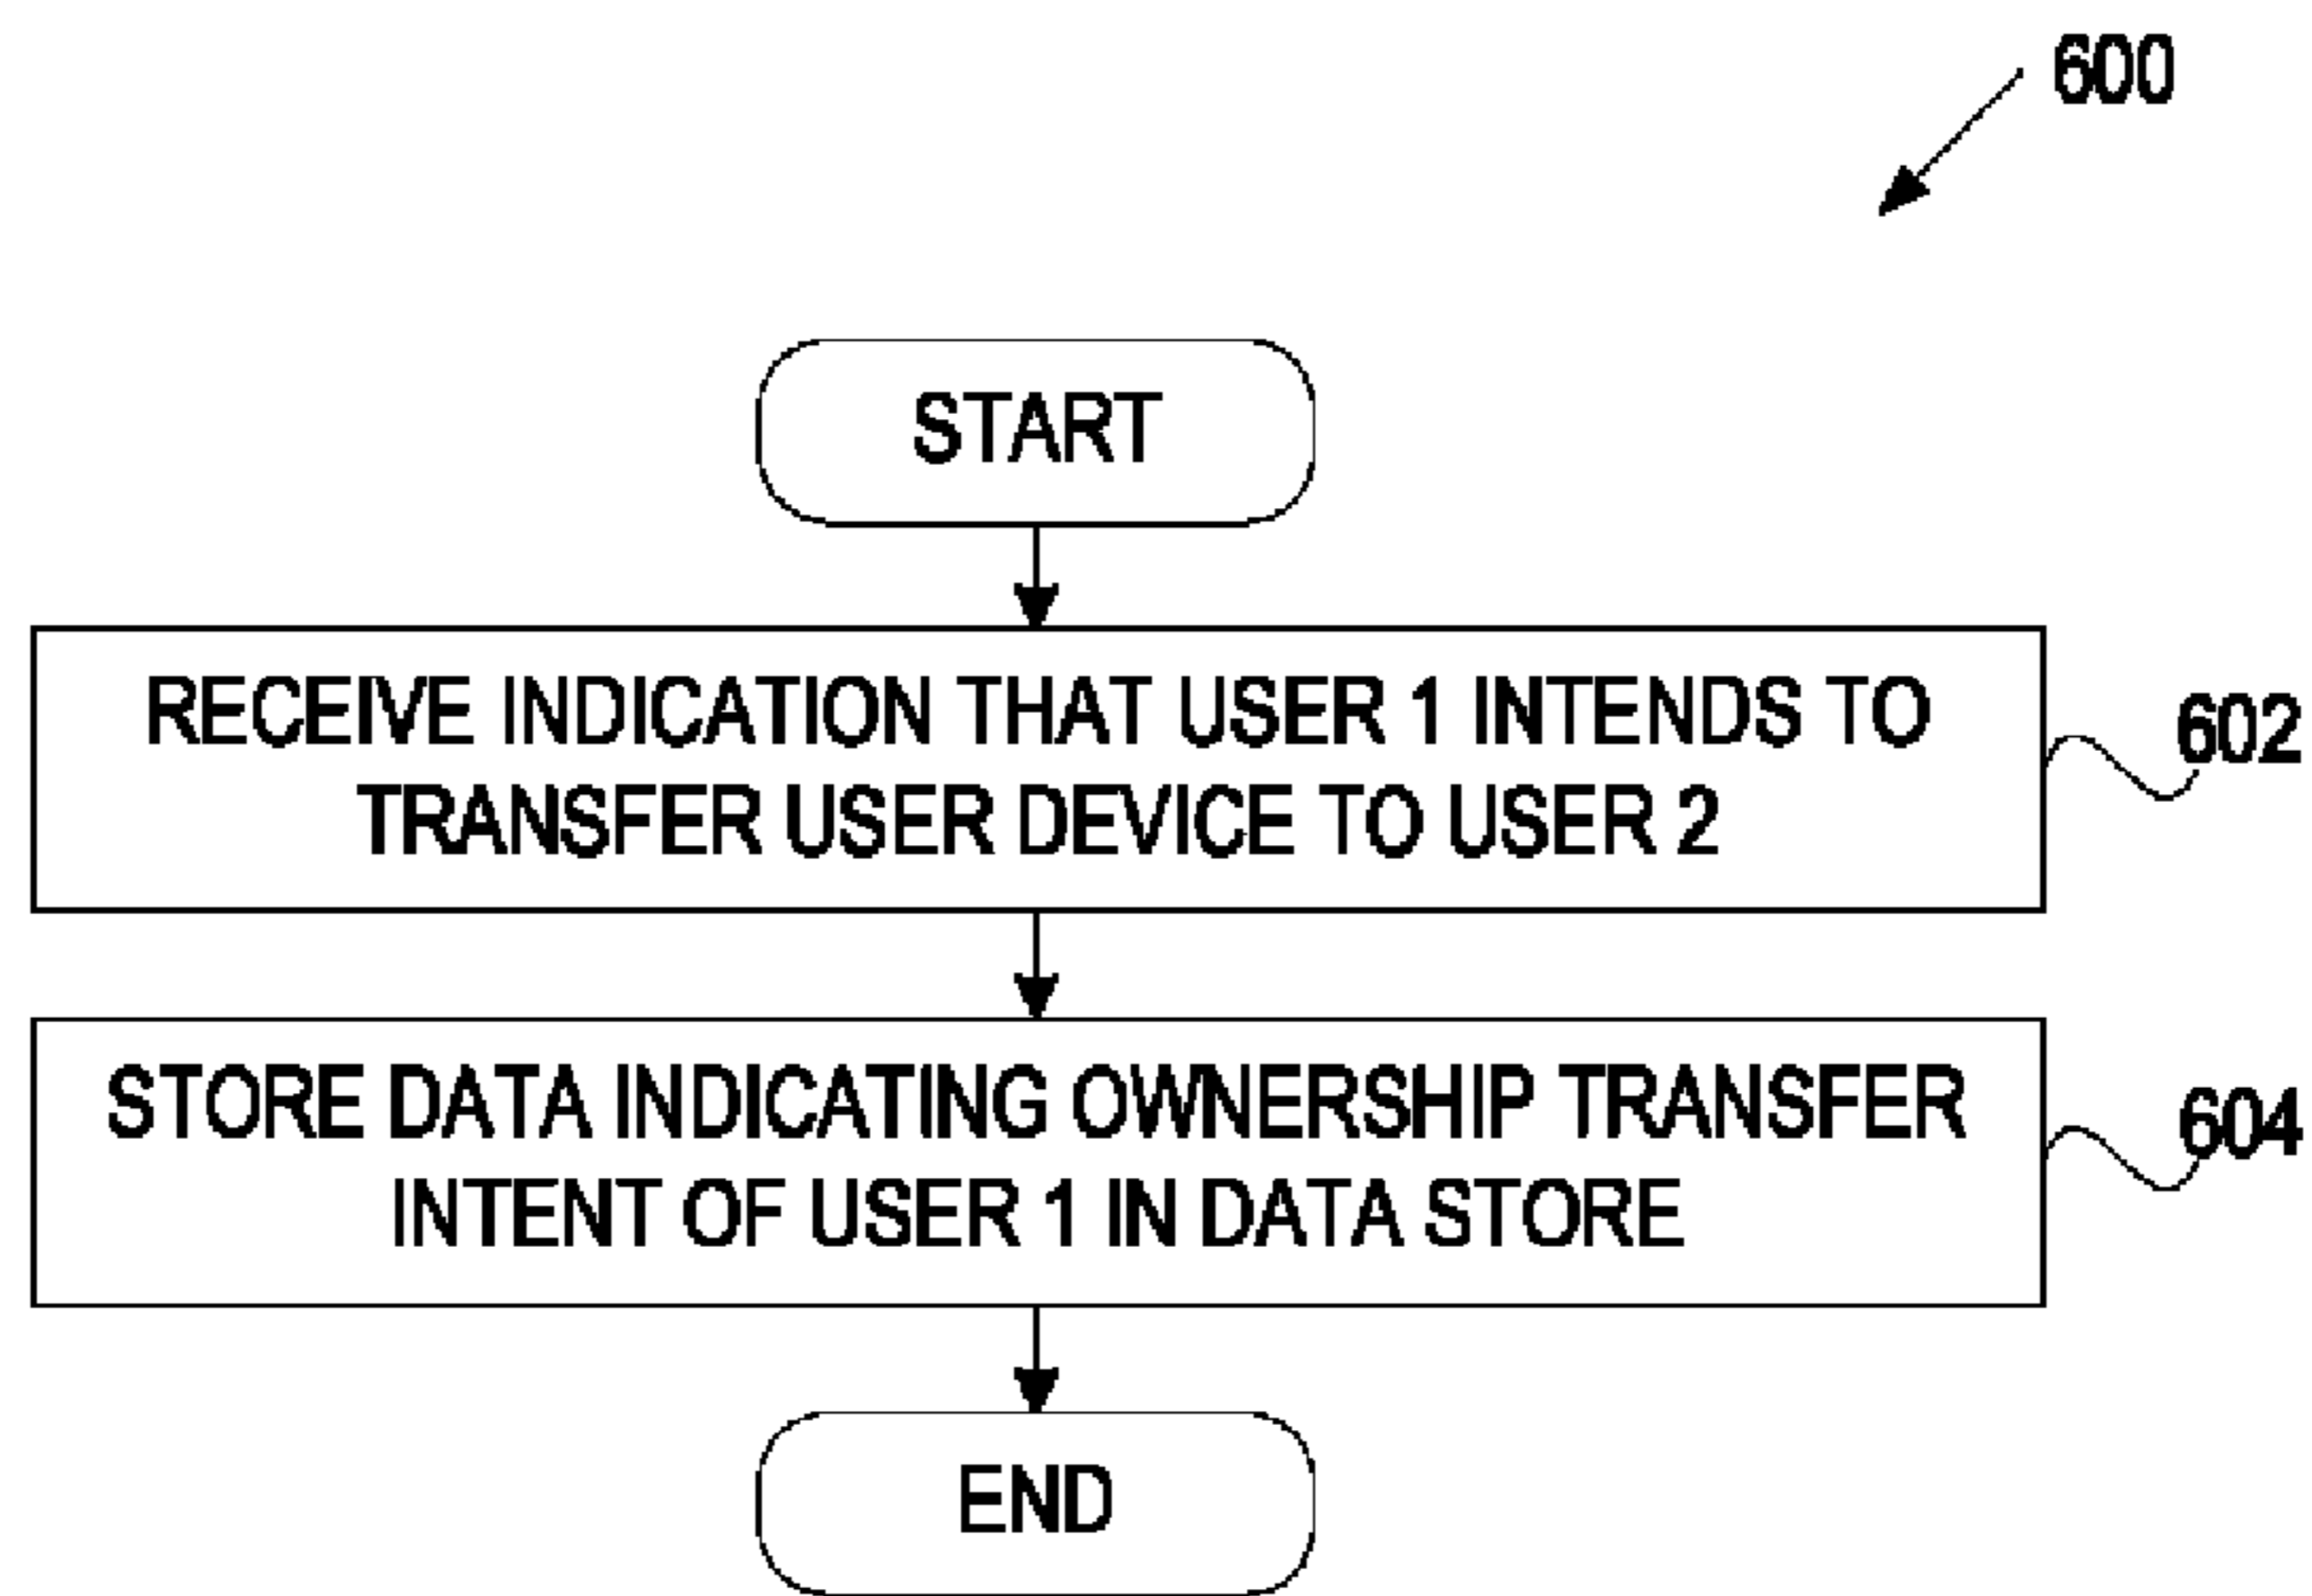 600
START
RECEIVE INDICATION THAT USER 1 INTENDS TO
TRANSFER USER DEVICE TO USER 2
602
STORE DATA INDICATING OWNERSHIP TRANSFER
INTENT OF USER 1 IN DATA STORE
604
END